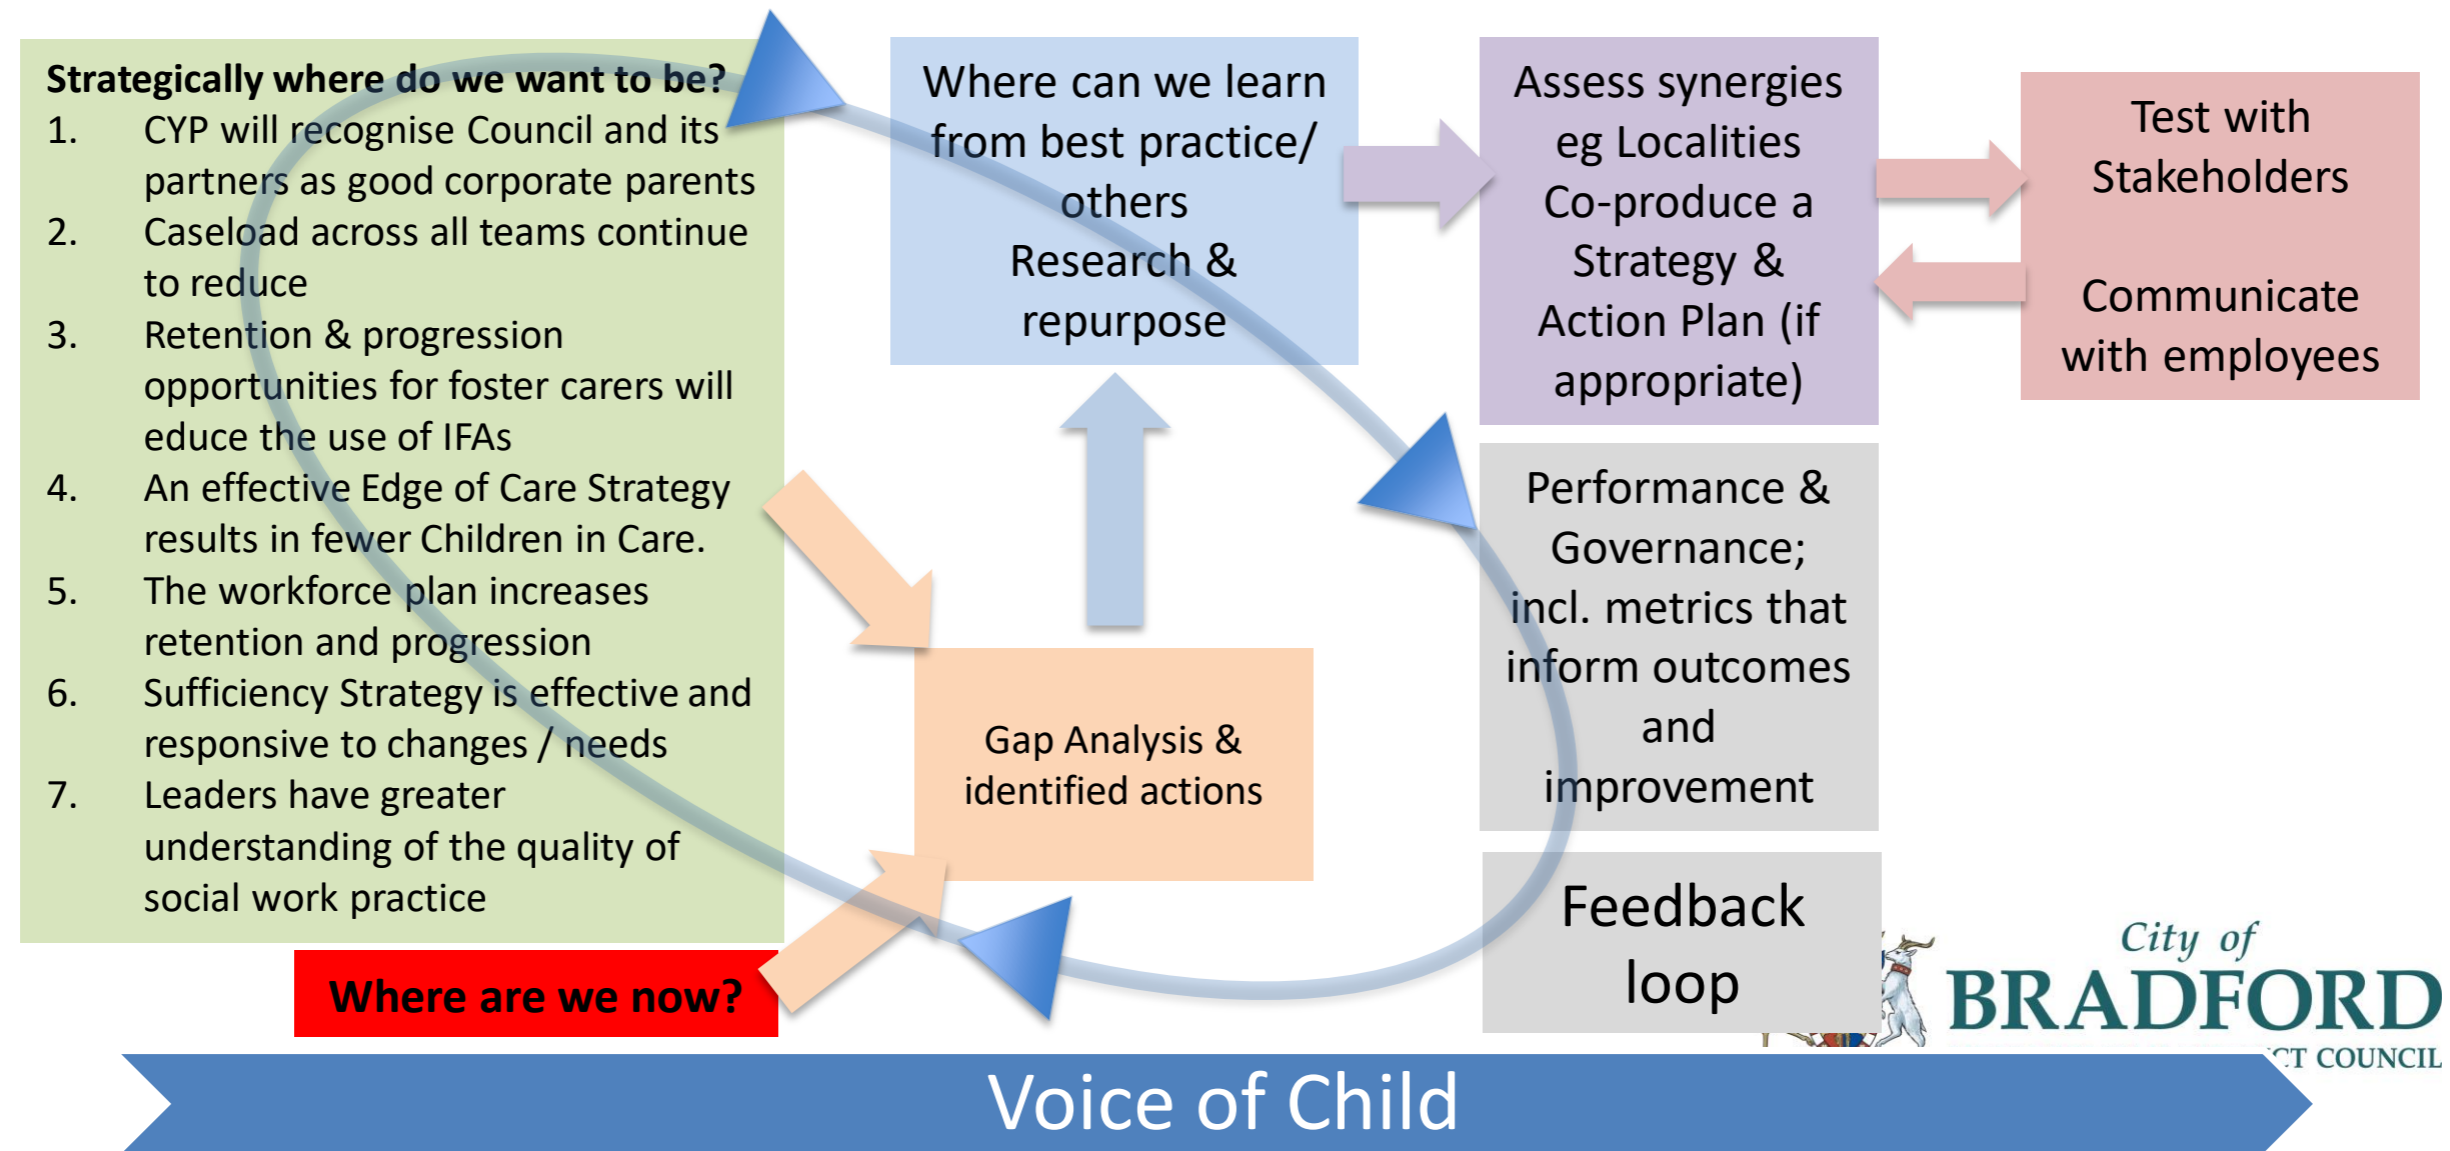 Strategically where do we want to be?
1. CYP will recognise Council and its
partners as good corporate parents
2. Caseload across all teams continue
to reduce
3. Retention & progression
opportunities for foster carers will
educe the use of IFAs
4. An effective Edge of Care Strategy
results in fewer Children in Care.
5. The workforce plan increases
retention and progression
6. Sufficiency Strategy is effective and
responsive to changes / needs
7. Leaders have greater
understanding of the quality of
social work practice
Where are we now?
Gap Analysis &
identified actions
Where can we learn
from best practice/
others
Research &
repurpose
Assess synergies
eg Localities
Co-produce a
Strategy &
Action Plan (if
appropriate)
Test with
Stakeholders
Communicate
with employees
Performance &
Governance;
incl. metrics that
inform outcomes
and
improvement
Feedback
loop
City of
BRADFORD
CT COUNCIL
Voice of Child